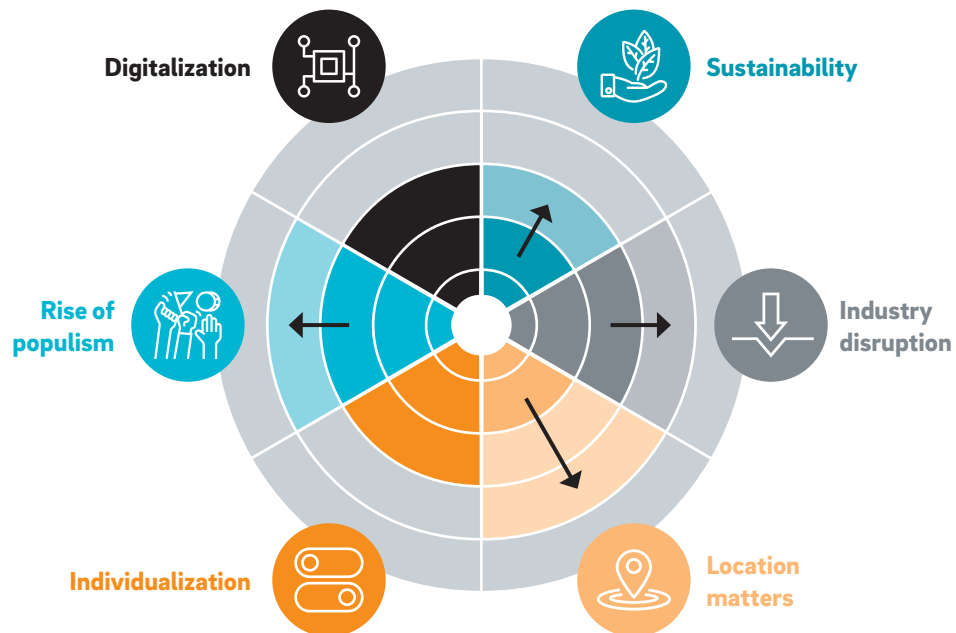 Digitalization
Sustainability
Rise of
populism
Industry
disruption
Individualization
Location
matters